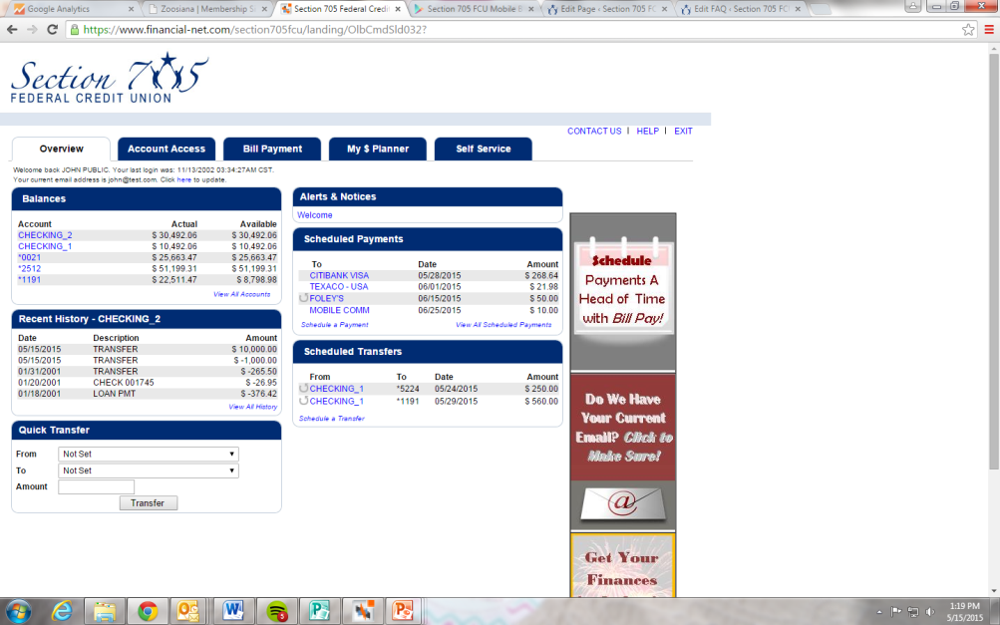 Google Analytics
Zoosiana | Membership S
Section 705 Federal Credi
Section 705 FCU Mobile B
Edit Page ‹ Section 705 FC
Edit FAQ ‹ Section 705 FC
https://www.financial-net.com/section705fcu/landing/OlbCmdSld032?
Section 705
FEDERAL CREDIT UNION
CONTACT US | HELP | EXIT
Overview Account Access Bill Payment My $ Planner Self Service
Welcome back JOHN PUBLIC. Your last login was: 11/13/2002 03:34:27AM CST.
Your current email address is john@test.com. Click here to update.
Balances
Account Actual Available
CHECKING_2 $ 30,492.06 $ 30,492.06
CHECKING_1 $ 10,492.06 $ 10,492.06
*0021 $ 25,663.47 $ 25,663.47
*2512 $ 51,199.31 $ 51,199.31
*1191 $ 22,511.47 $ 8,798.98
View All Accounts
Recent History - CHECKING_2
Date Description Amount
05/15/2015 TRANSFER $ 10,000.00
05/15/2015 TRANSFER $ -1,000.00
01/31/2001 TRANSFER $ -265.50
01/20/2001 CHECK 001745 $ -26.95
01/18/2001 LOAN PMT $ -376.42
View All History
Quick Transfer
From Not Set
To Not Set
Amount
Transfer
Alerts & Notices
Welcome
Scheduled Payments
To Date Amount
CITIBANK VISA 05/28/2015 $ 268.64
TEXACO - USA 06/01/2015 $ 21.98
FOLEY'S 06/15/2015 $ 50.00
MOBILE COMM 06/25/2015 $ 10.00
Schedule a Payment View All Scheduled Payments
Scheduled Transfers
From To Date Amount
CHECKING_1 *5224 05/24/2015 $ 250.00
CHECKING_1 *1191 05/29/2015 $ 560.00
Schedule a Transfer
Schedule
Payments A
Head of Time
with Bill Pay!
Do We Have
Your Current
Email? Click to
Make Sure!
@
Get Your
Finances
5
1:19 PM
5/15/2015